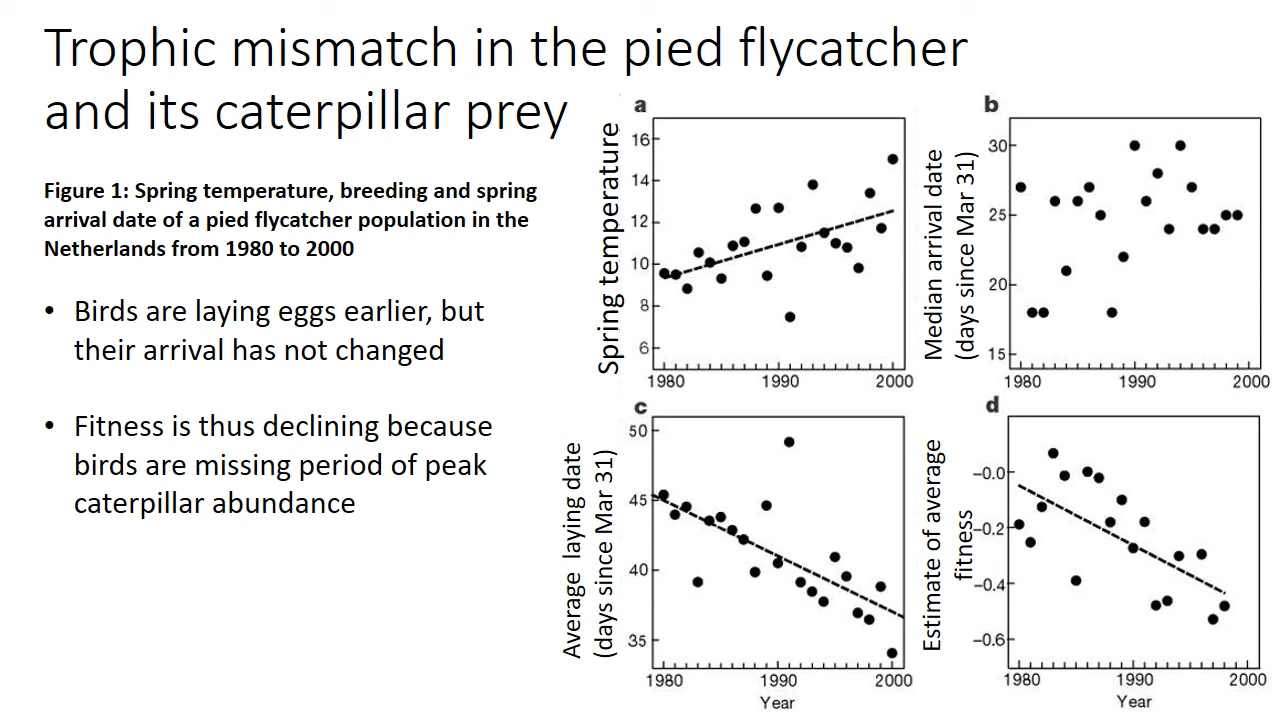 Trophic mismatch in the pied flycatcher
and its caterpillar prey
Figure 1: Spring temperature, breeding and spring
arrival date of a pied flycatcher population in the
Netherlands from 1980 to 2000
• Birds are laying eggs earlier, but
their arrival has not changed
• Fitness is thus declining because
birds are missing period of peak
caterpillar abundance
a
Spring temperature
16
14
12
10
8
6
1980 1990 2000
b
Median arrival date
(days since Mar 31)
30
25
20
15
1980 1990 2000
c
Average laying date
(days since Mar 31)
50
45
40
35
1980 1990 2000
Year
d
Estimate of average
fitness
–0.0
–0.2
–0.4
–0.6
1980 1990 2000
Year